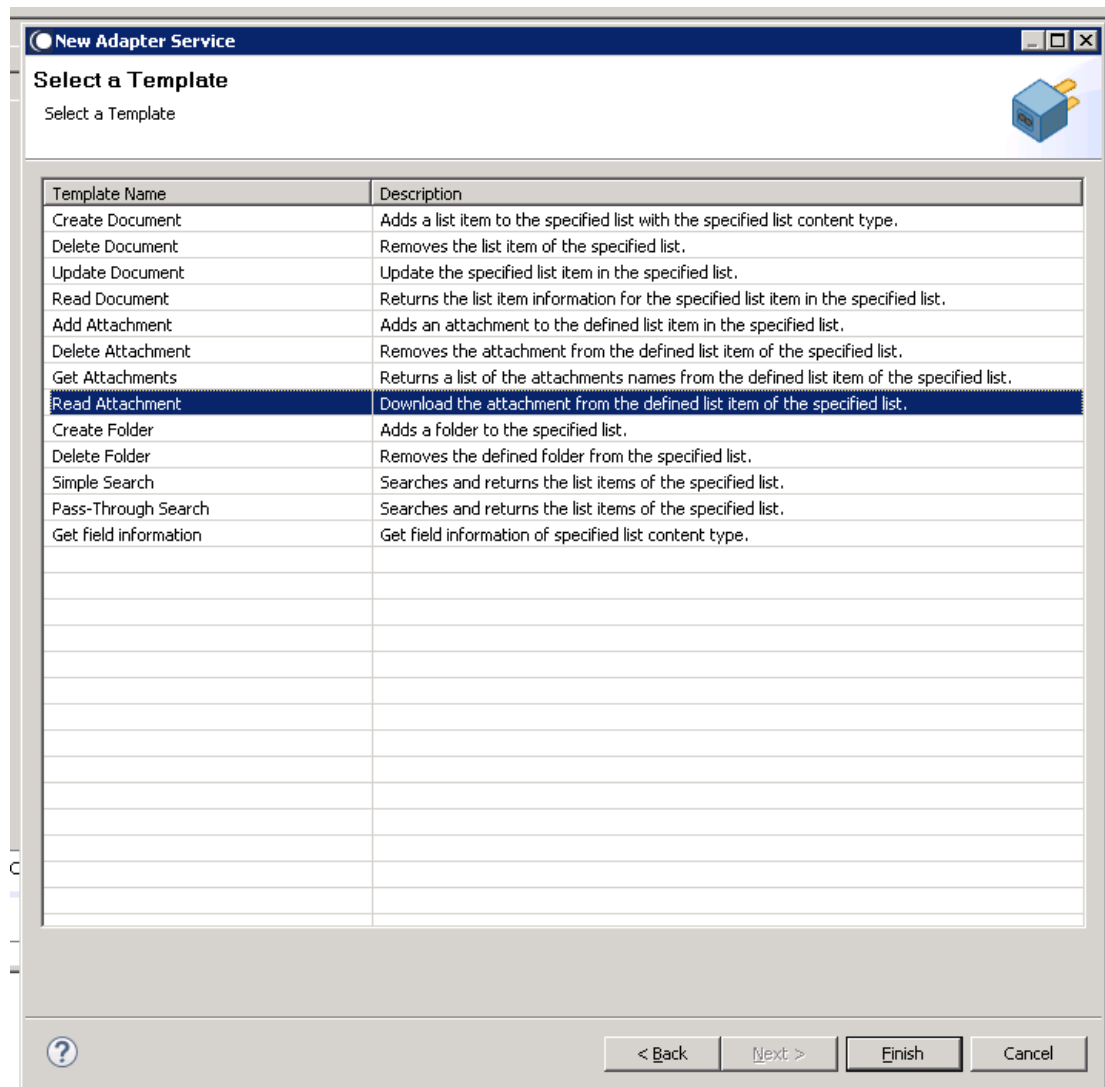 New Adapter Service
Select a Template
Select a Template
Template Name Description
Create Document Adds a list item to the specified list with the specified list content type.
Delete Document Removes the list item of the specified list.
Update Document Update the specified list item in the specified list.
Read Document Returns the list item information for the specified list item in the specified list.
Add Attachment Adds an attachment to the defined list item in the specified list.
Delete Attachment Removes the attachment from the defined list item of the specified list.
Get Attachments Returns a list of the attachments names from the defined list item of the specified list.
Read Attachment Download the attachment from the defined list item of the specified list.
Create Folder Adds a folder to the specified list.
Delete Folder Removes the defined folder from the specified list.
Simple Search Searches and returns the list items of the specified list.
Pass-Through Search Searches and returns the list items of the specified list.
Get field information Get field information of specified list content type.
? < Back Next > Finish Cancel